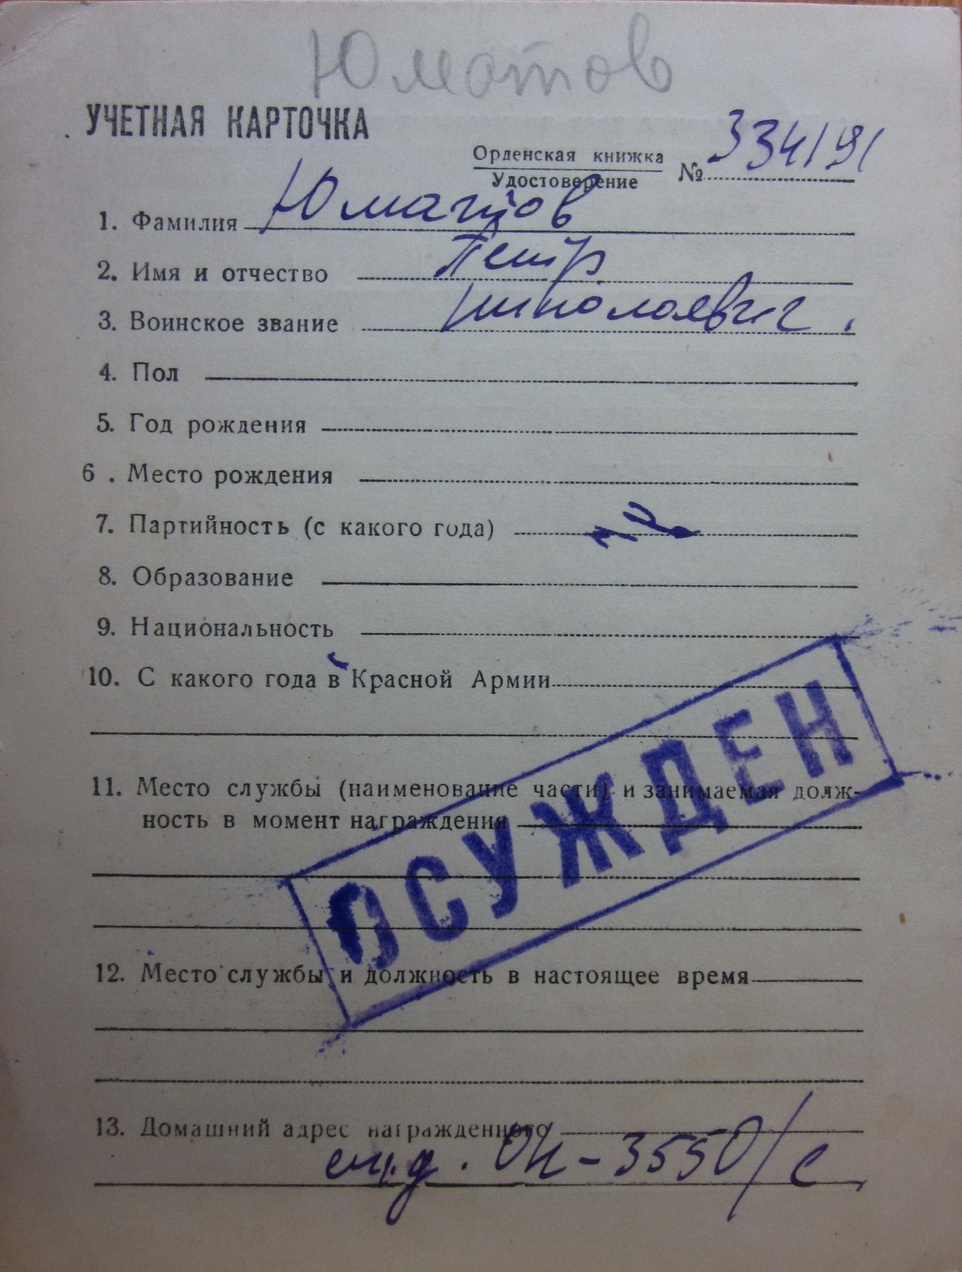 Юматов
УЧЕТНАЯ КАРТОЧКА
Орденская книжка
Удостоверение № 334191
1. Фамилия Юматов
2. Имя и отчество Петр
3. Воинское звание Николаевич.
4. Пол
5. Год рождения
6. Место рождения
7. Партийность (с какого года)
8. Образование
9. Национальность
10. С какого года в Красной Армии
11. Место службы (наименование части) и занимаемая долж-
ность в момент награждения
ОСУЖДЕН
12. Место службы и должность в настоящее время
13. Домашний адрес награжденного
-3550/с